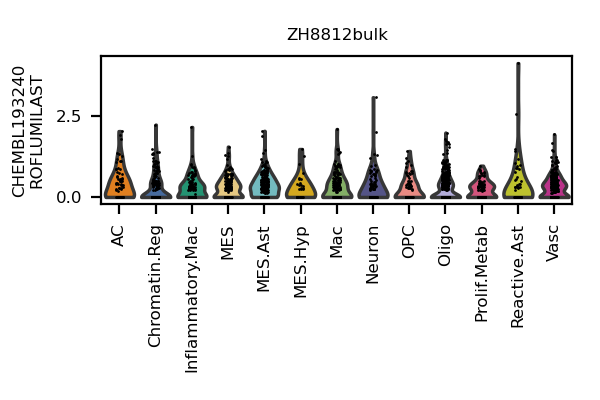 ZH8812bulk
CHEMBL193240
ROFLUMILAST
2.5
0.0
AC
Chromatin.Reg
Inflammatory.Mac
MES
MES.Ast
MES.Hyp
Mac
Neuron
OPC
Oligo
Prolif.Metab
Reactive.Ast
Vasc